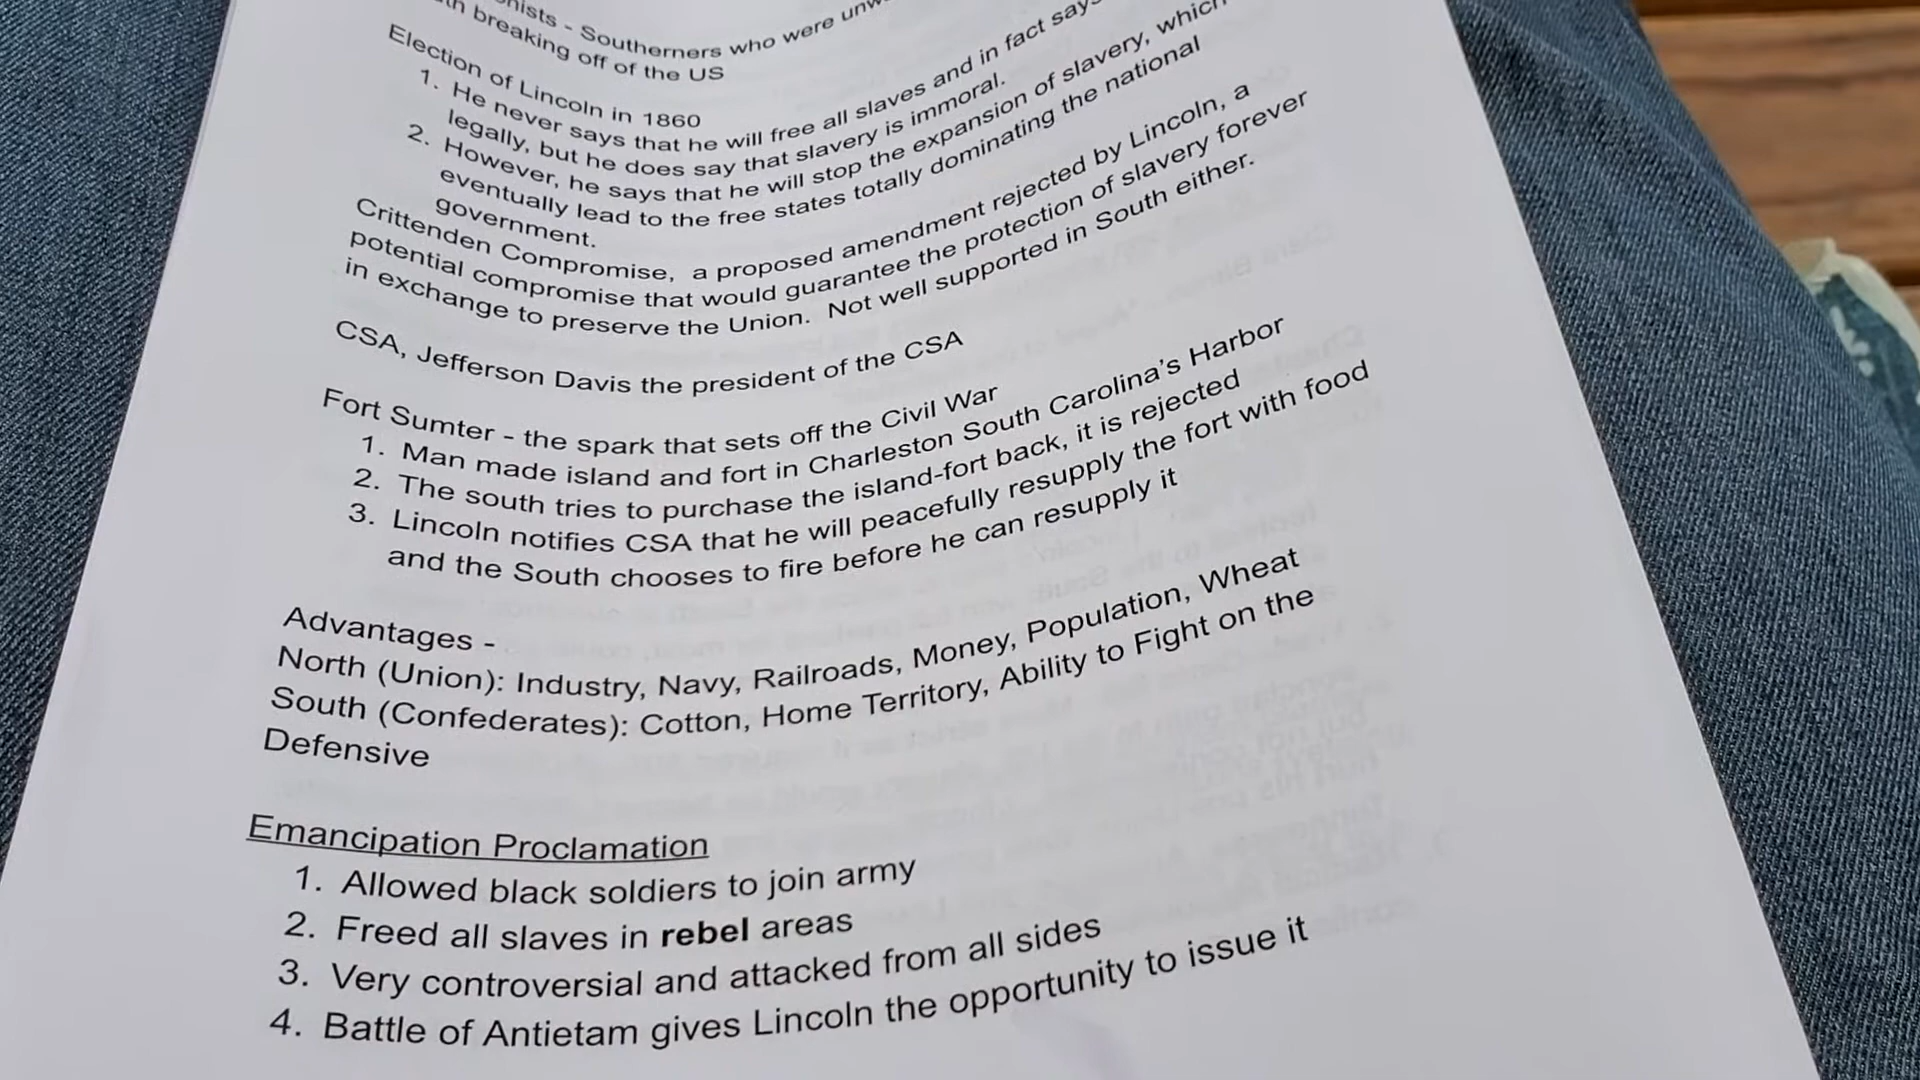 - Southerners who were
breaking off of the US
Election of Lincoln in 1860
1. He never says that he will free all slaves and in fact
legally, but he does say that slavery is immoral.
2. However, he says that he will stop the expansion of slavery, which
eventually lead to the free states totally dominating the national
government.
Crittenden Compromise, a proposed amendment rejected by Lincoln, a
potential compromise that would guarantee the protection of slavery forever
in exchange to preserve the Union. Not well supported in South either.
CSA, Jefferson Davis the president of the CSA
Fort Sumter - the spark that sets off the Civil War
1. Man made island and fort in Charleston South Carolina's Harbor
2. The south tries to purchase the island-fort back, it is rejected
3. Lincoln notifies CSA that he will peacefully resupply the fort with food
and the South chooses to fire before he can resupply it
Advantages -
North (Union): Industry, Navy, Railroads, Money, Population, Wheat
South (Confederates): Cotton, Home Territory, Ability to Fight on the
Defensive
Emancipation Proclamation
1. Allowed black soldiers to join army
2. Freed all slaves in rebel areas
3. Very controversial and attacked from all sides
4. Battle of Antietam gives Lincoln the opportunity to issue it